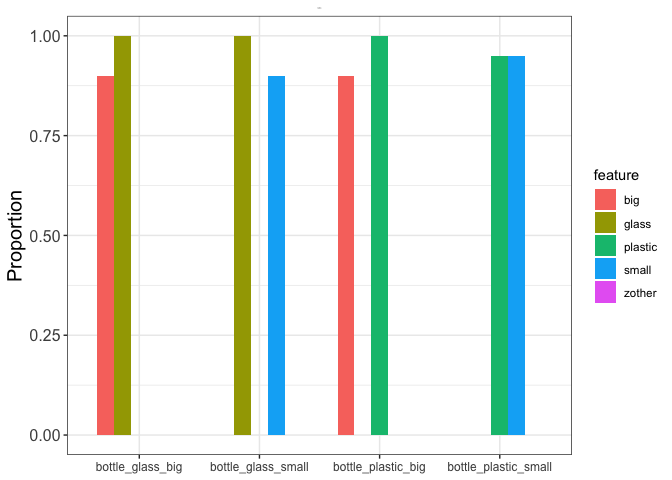 1.00
0.75
0.50
0.25
0.00
Proportion
bottle_glass_big
bottle_glass_small
bottle_plastic_big
bottle_plastic_small
feature
big
glass
plastic
small
zother